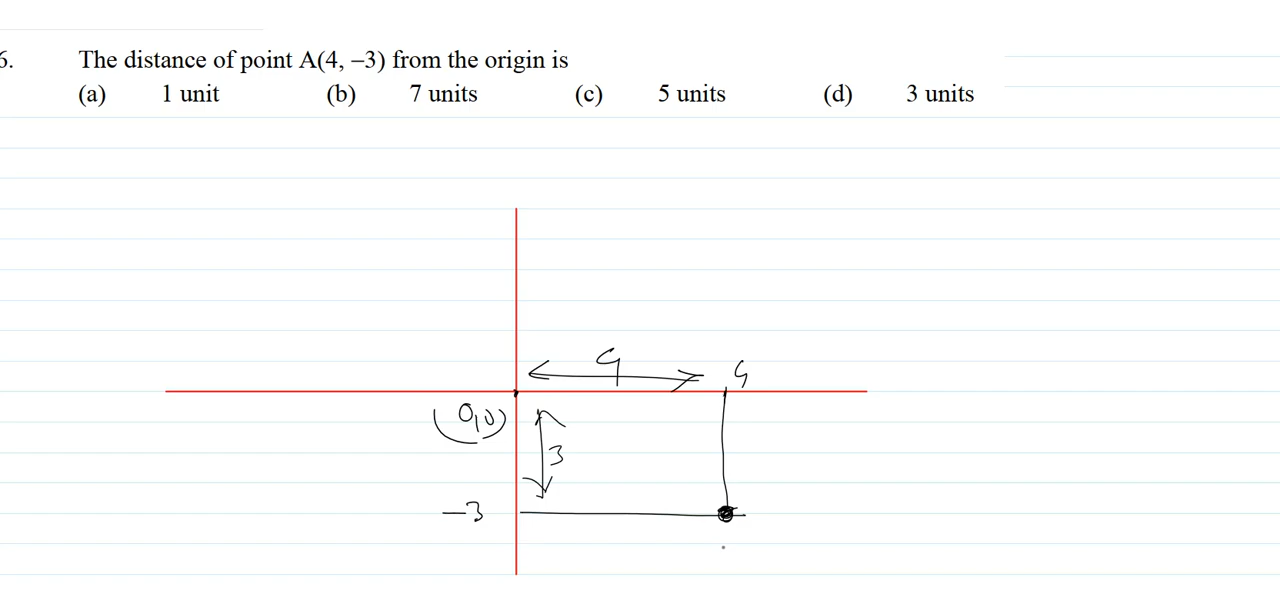 6. The distance of point A(4, –3) from the origin is
(a) 1 unit (b) 7 units (c) 5 units (d) 3 units
4
4
(0,0)
3
–3